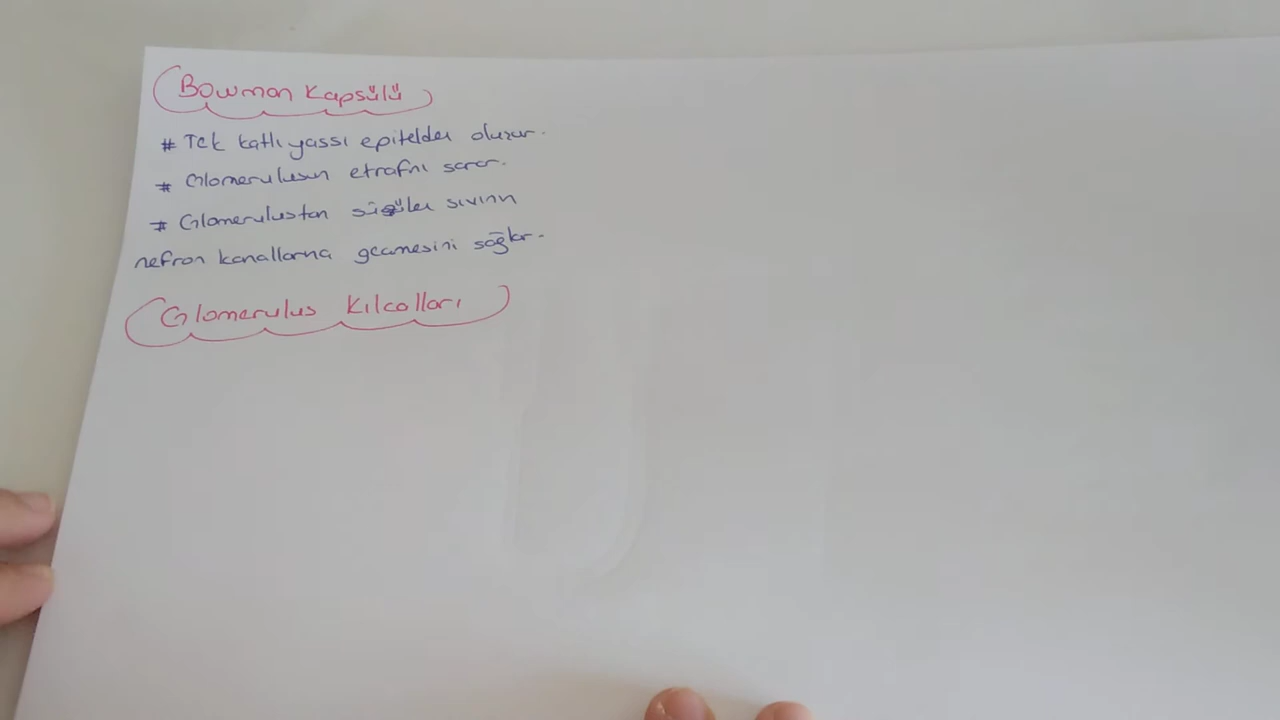 Bowman Kapsülü
# Tek katlı yassı epitelden oluşur.
# Glomerulusun etrafını sarar.
# Glomerulustan süzülen sıvının
nefron kanallarına geçmesini sağlar.
Glomerulus Kılcalları